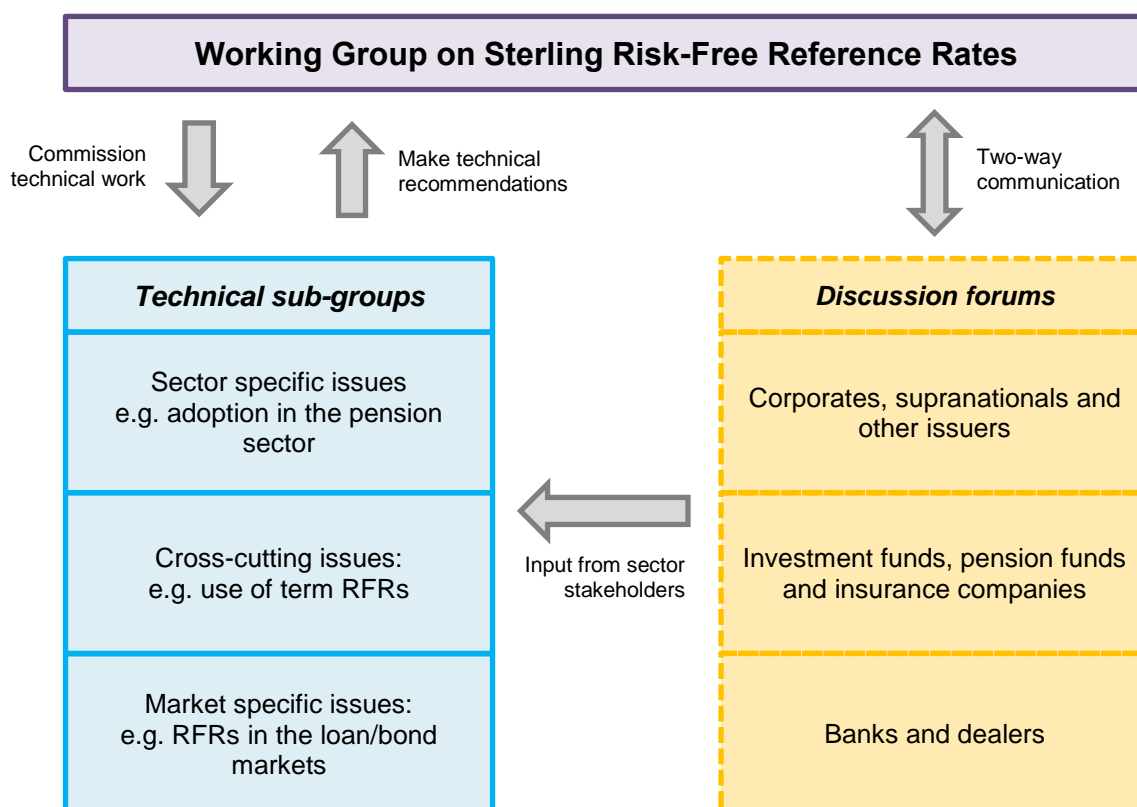 Working Group on Sterling Risk-Free Reference Rates
Commission
technical work
Make technical
recommendations
Two-way
communication
Technical sub-groups
Sector specific issues
e.g. adoption in the pension
sector
Cross-cutting issues:
e.g. use of term RFRs
Market specific issues:
e.g. RFRs in the loan/bond
markets
Input from sector
stakeholders
Discussion forums
Corporates, supranationals and
other issuers
Investment funds, pension funds
and insurance companies
Banks and dealers